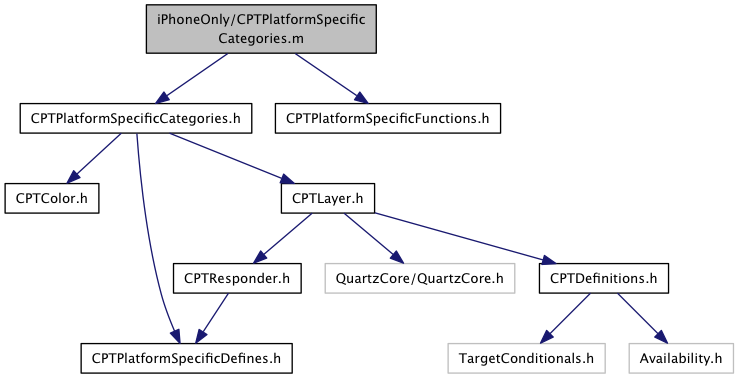 iPhoneOnly/CPTPlatformSpecific
Categories.m
CPTPlatformSpecificCategories.h
CPTPlatformSpecificFunctions.h
CPTColor.h
CPTLayer.h
CPTResponder.h
QuartzCore/QuartzCore.h
CPTDefinitions.h
CPTPlatformSpecificDefines.h
TargetConditionals.h
Availability.h